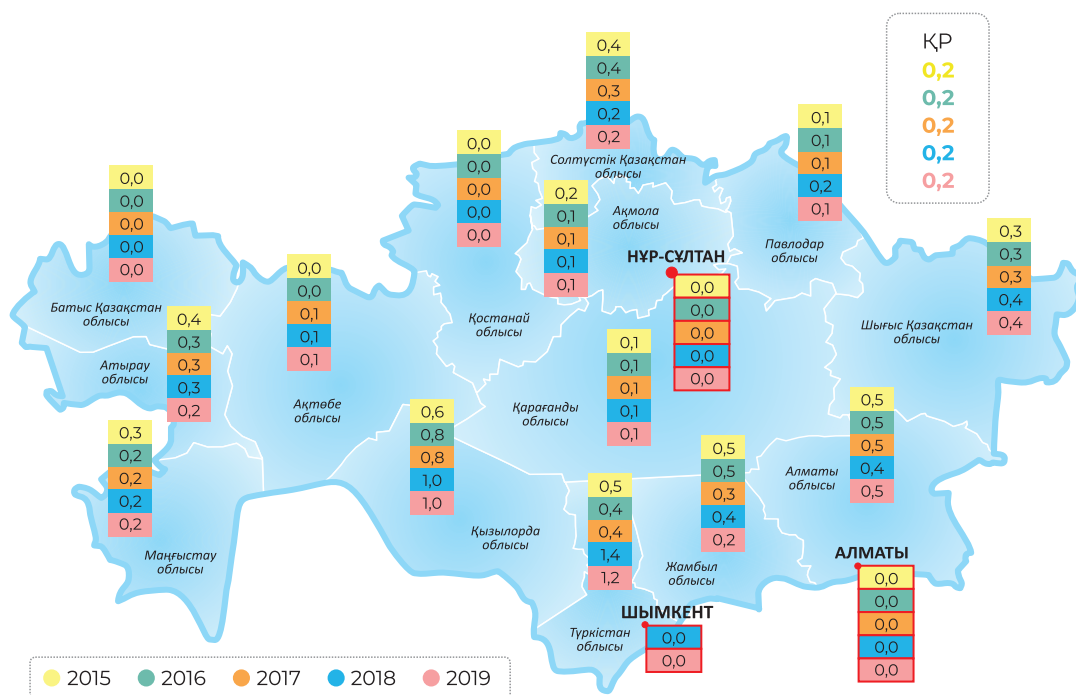 ҚР
0,2
0,2
0,2
0,2
0,2
0,4
0,4
0,3
0,2
0,2
Солтүстік Қазақстан
облысы
0,1
0,1
0,1
0,2
0,1
Павлодар
облысы
0,0
0,0
0,0
0,0
0,0
Қостанай
облысы
0,0
0,0
0,0
0,0
0,0
Батыс Қазақстан
облысы
0,2
0,1
0,1
0,1
0,1
Ақмола
облысы
НҰР-СҰЛТАН
0,0
0,0
0,0
0,0
0,0
0,3
0,3
0,3
0,4
0,4
Шығыс Қазақстан
облысы
0,0
0,0
0,1
0,1
0,1
Ақтөбе
облысы
0,4
0,3
0,3
0,3
0,2
Атырау
облысы
0,1
0,1
0,1
0,1
0,1
Қарағанды
облысы
0,3
0,2
0,2
0,2
0,2
Маңғыстау
облысы
0,6
0,8
0,8
1,0
1,0
Қызылорда
облысы
0,5
0,4
0,4
1,4
1,2
Түркістан
облысы
0,5
0,5
0,3
0,4
0,2
Жамбыл
облысы
0,5
0,5
0,5
0,4
0,5
Алматы
облысы
АЛМАТЫ
0,0
0,0
0,0
0,0
0,0
ШЫМКЕНТ
0,0
0,0
2015 2016 2017 2018 2019